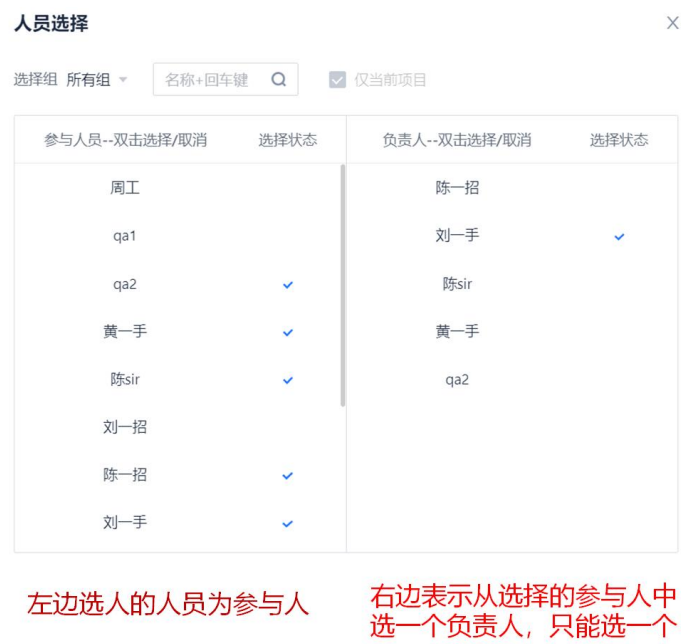 人员选择
选择组 所有组 名称+回车键 仅当前项目
参与人员--双击选择/取消 选择状态 负责人--双击选择/取消 选择状态
周工 陈一招
qa1 刘一手
qa2 陈sir
黄一手 黄一手
陈sir qa2
刘一招
陈一招
刘一手
左边选人的人员为参与人
右边表示从选择的参与人中
选一个负责人，只能选一个